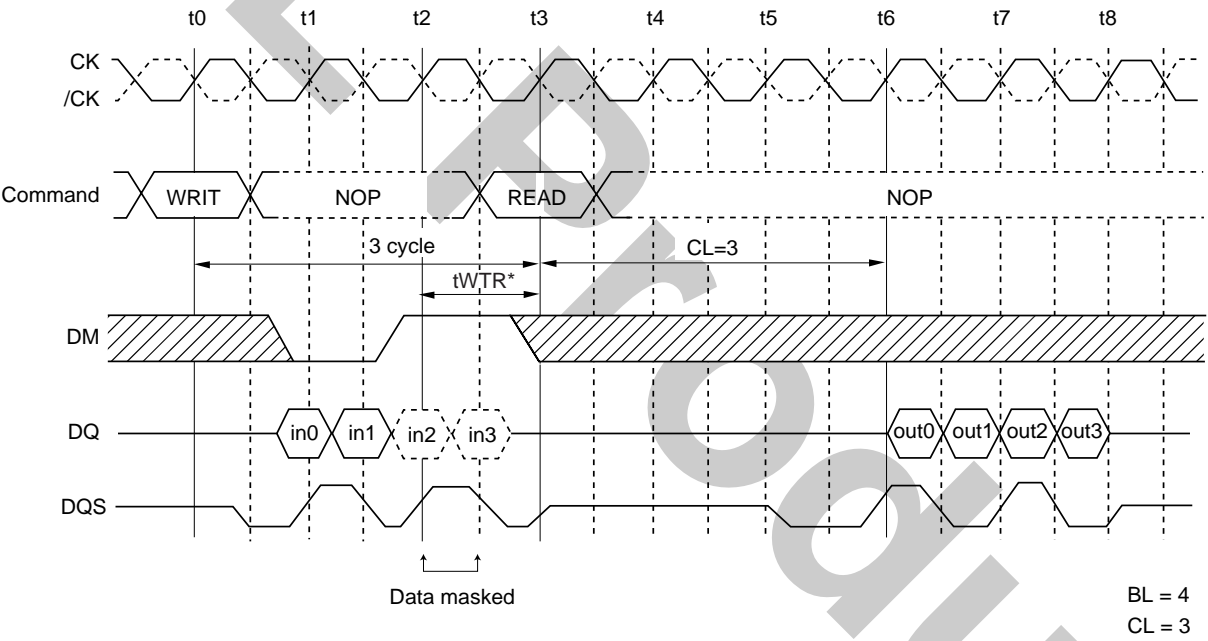 t0 t1 t2 t3 t4 t5 t6 t7 t8
CK
/CK
Command WRIT NOP READ NOP
3 cycle CL=3
tWTR*
DM
DQ in0 in1 in2 in3 out0 out1 out2 out3
DQS
Data masked
BL = 4
CL = 3